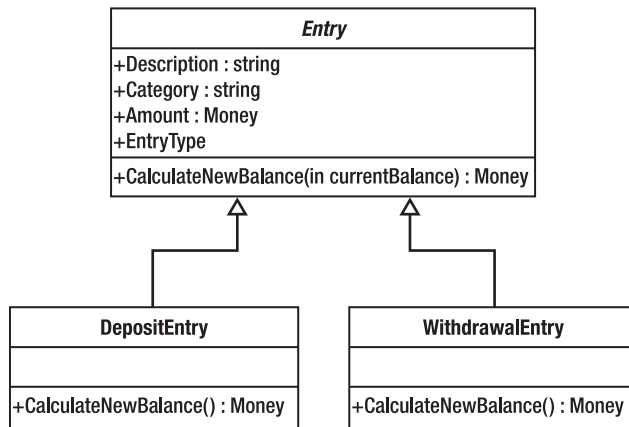 Entry
+Description : string
+Category : string
+Amount : Money
+EntryType
+CalculateNewBalance(in currentBalance) : Money
DepositEntry
+CalculateNewBalance() : Money
WithdrawalEntry
+CalculateNewBalance() : Money